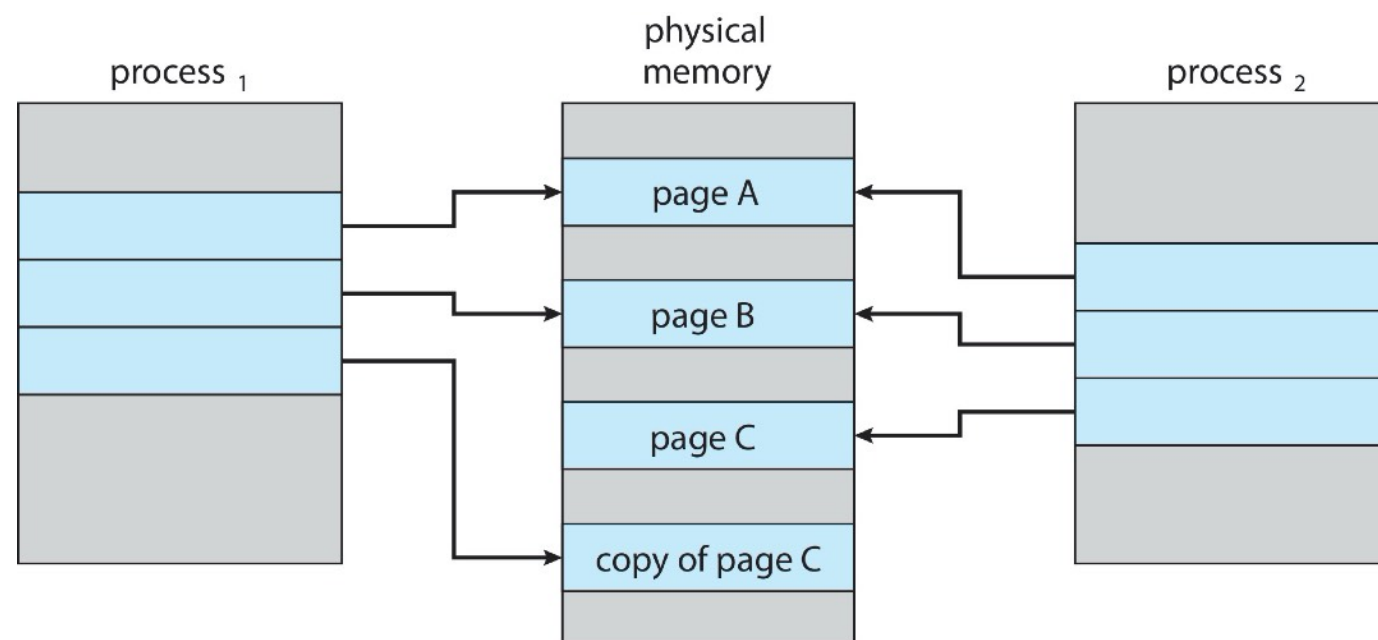 process 1
physical
memory
process 2
page A
page B
page C
copy of page C